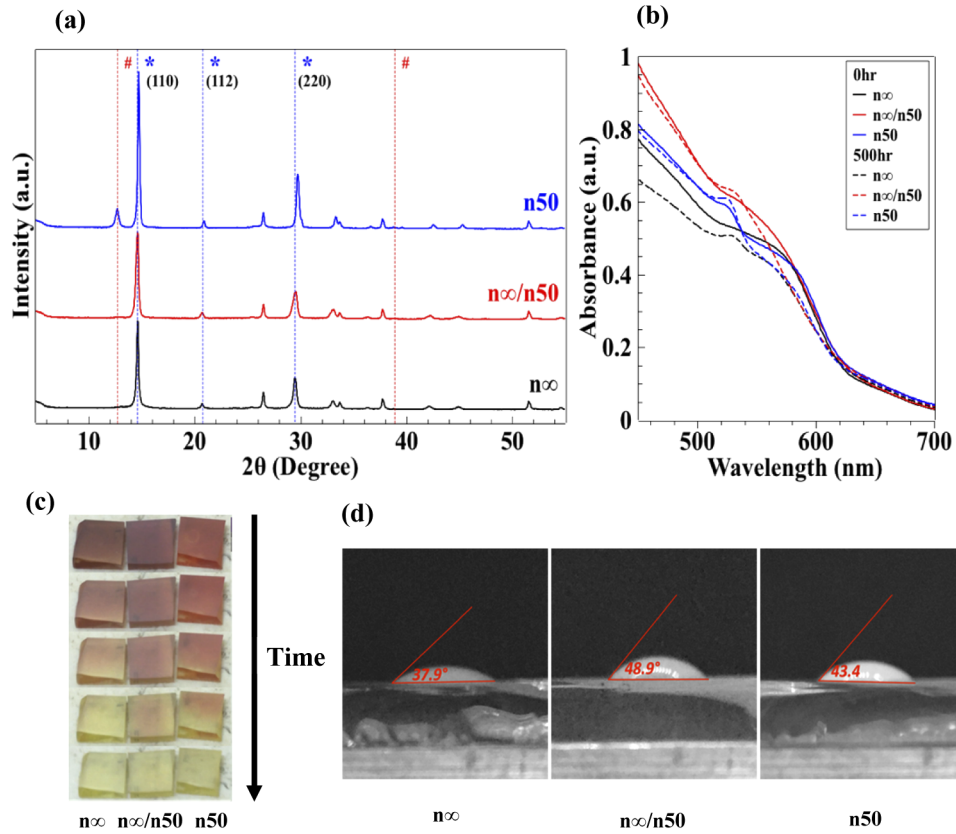 (a)
# * * * #
(110) (112) (220)
n50
n∞/n50
n∞
Intensity (a.u.)
10 20 30 40 50
2θ (Degree)
(b)
1
0.8
0.6
0.4
0.2
0
Absorbance (a.u.)
0hr
n∞
n∞/n50
n50
500hr
n∞
n∞/n50
n50
500 600 700
Wavelength (nm)
(c)
Time
n∞ n∞/n50 n50
(d)
37.9° 48.9° 43.4
n∞ n∞/n50 n50